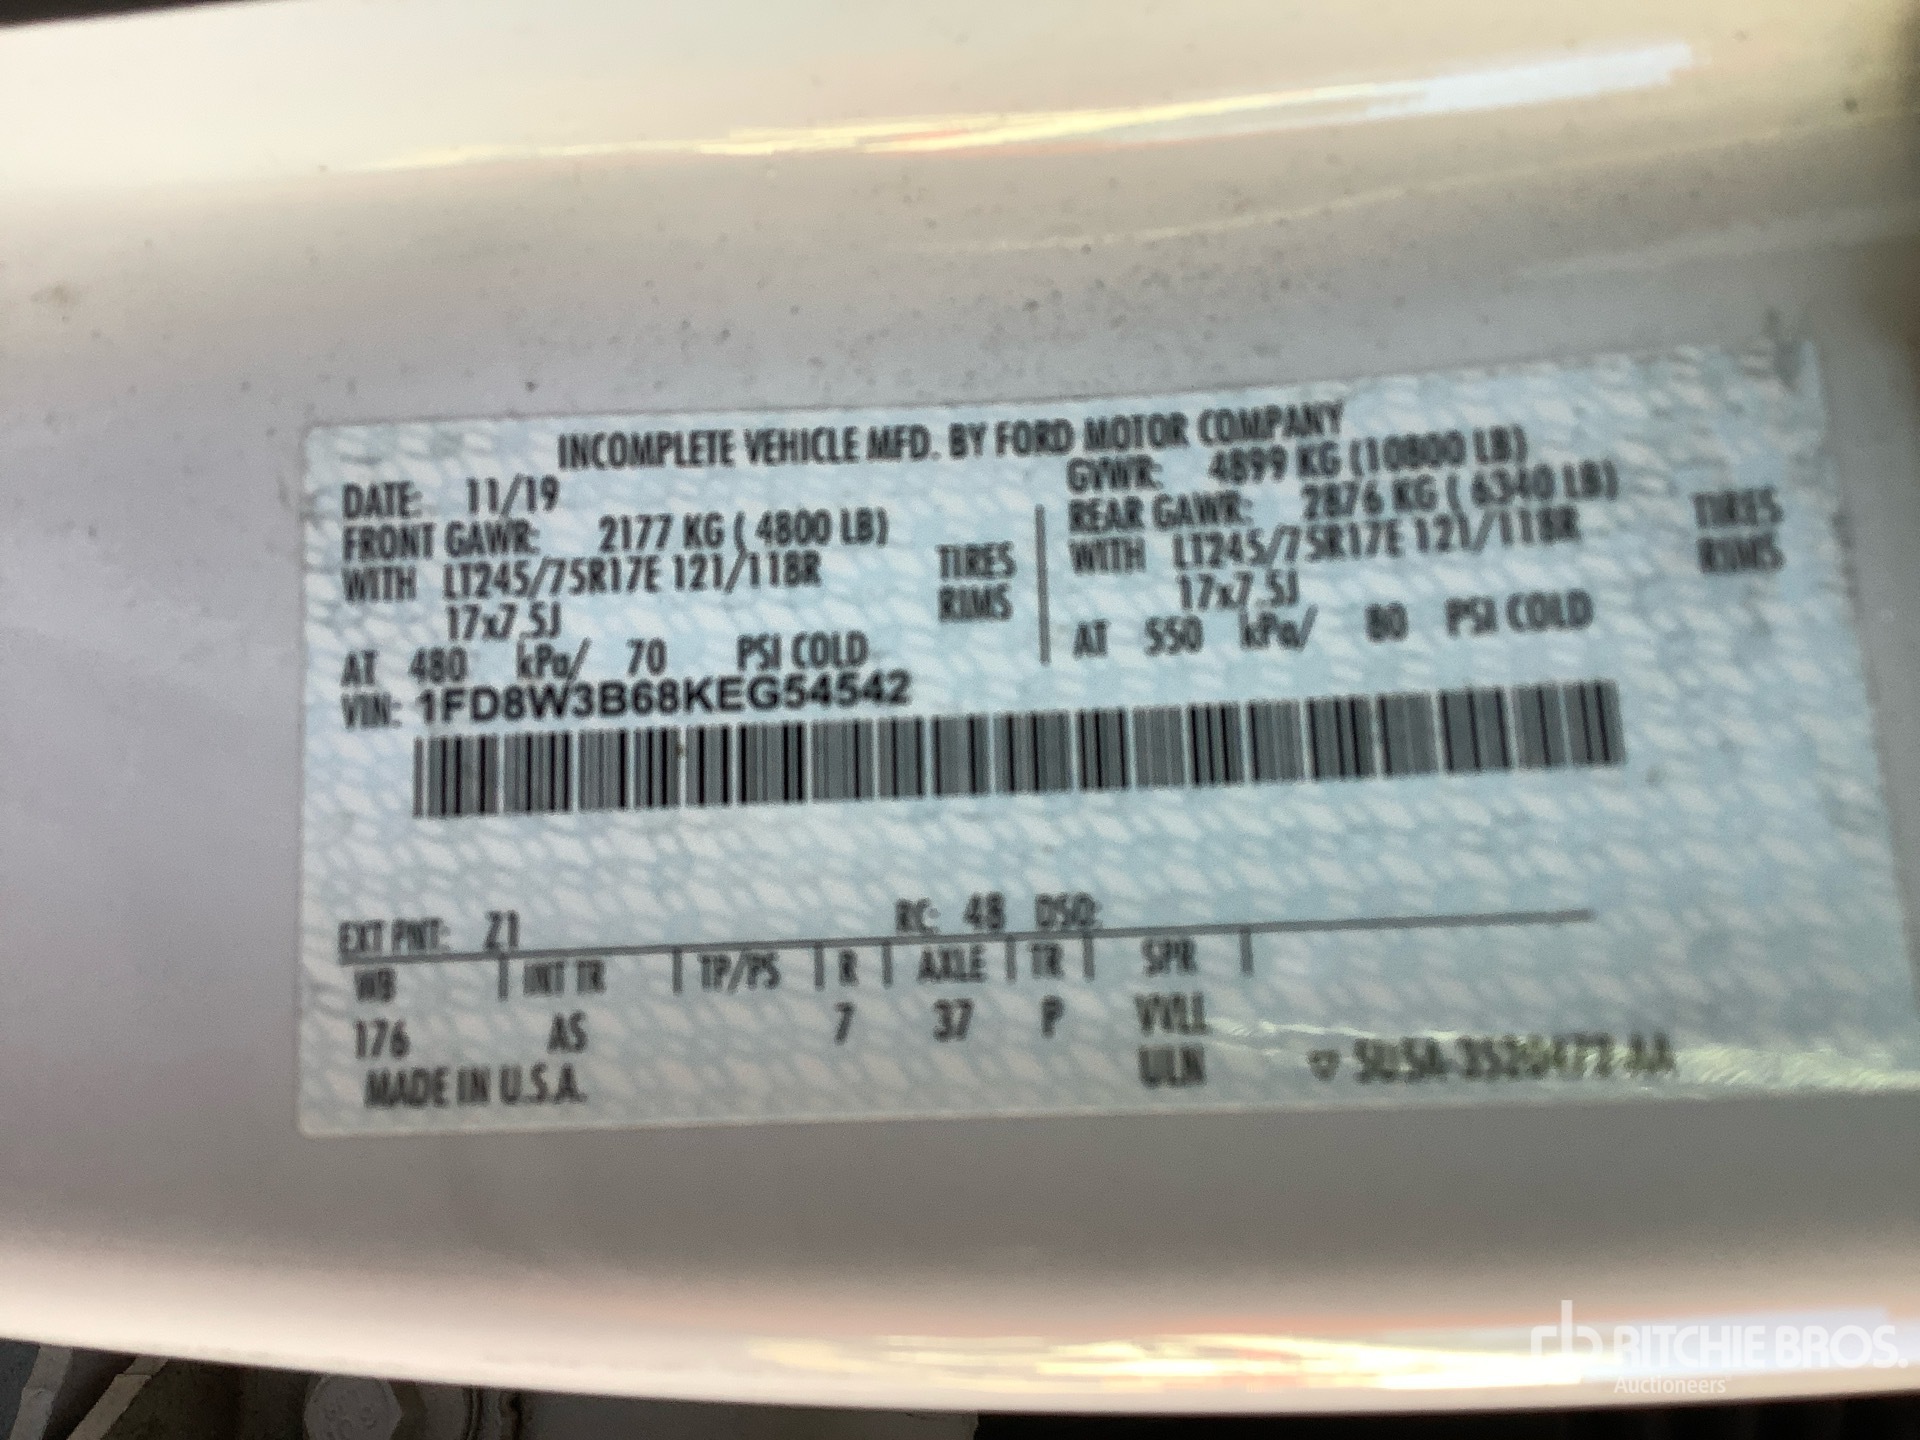 INCOMPLETE VEHICLE MFD. BY FORD MOTOR COMPANY
DATE: 11/19 GVWR: 4899 KG (10800 LB)
FRONT GAWR: 2177 KG ( 4800 LB) REAR GAWR: 2876 KG ( 6340 LB)
WITH LT245/75R17E 121/118R TIRES WITH LT245/75R17E 121/118R TIRES
17x7.5J RIMS 17x7.5J RIMS
AT 480 kPa/ 70 PSI COLD AT 550 kPa/ 80 PSI COLD
VIN: 1FD8W3B68KEG54542
EXT PNT: Z1 RC: 48 DSO:
WB INT TR TP/PS R AXLE TR SPR
176 AS 7 37 P VVLL
MADE IN U.S.A. ULN
rb RITCHIE BROS.
Auctioneers